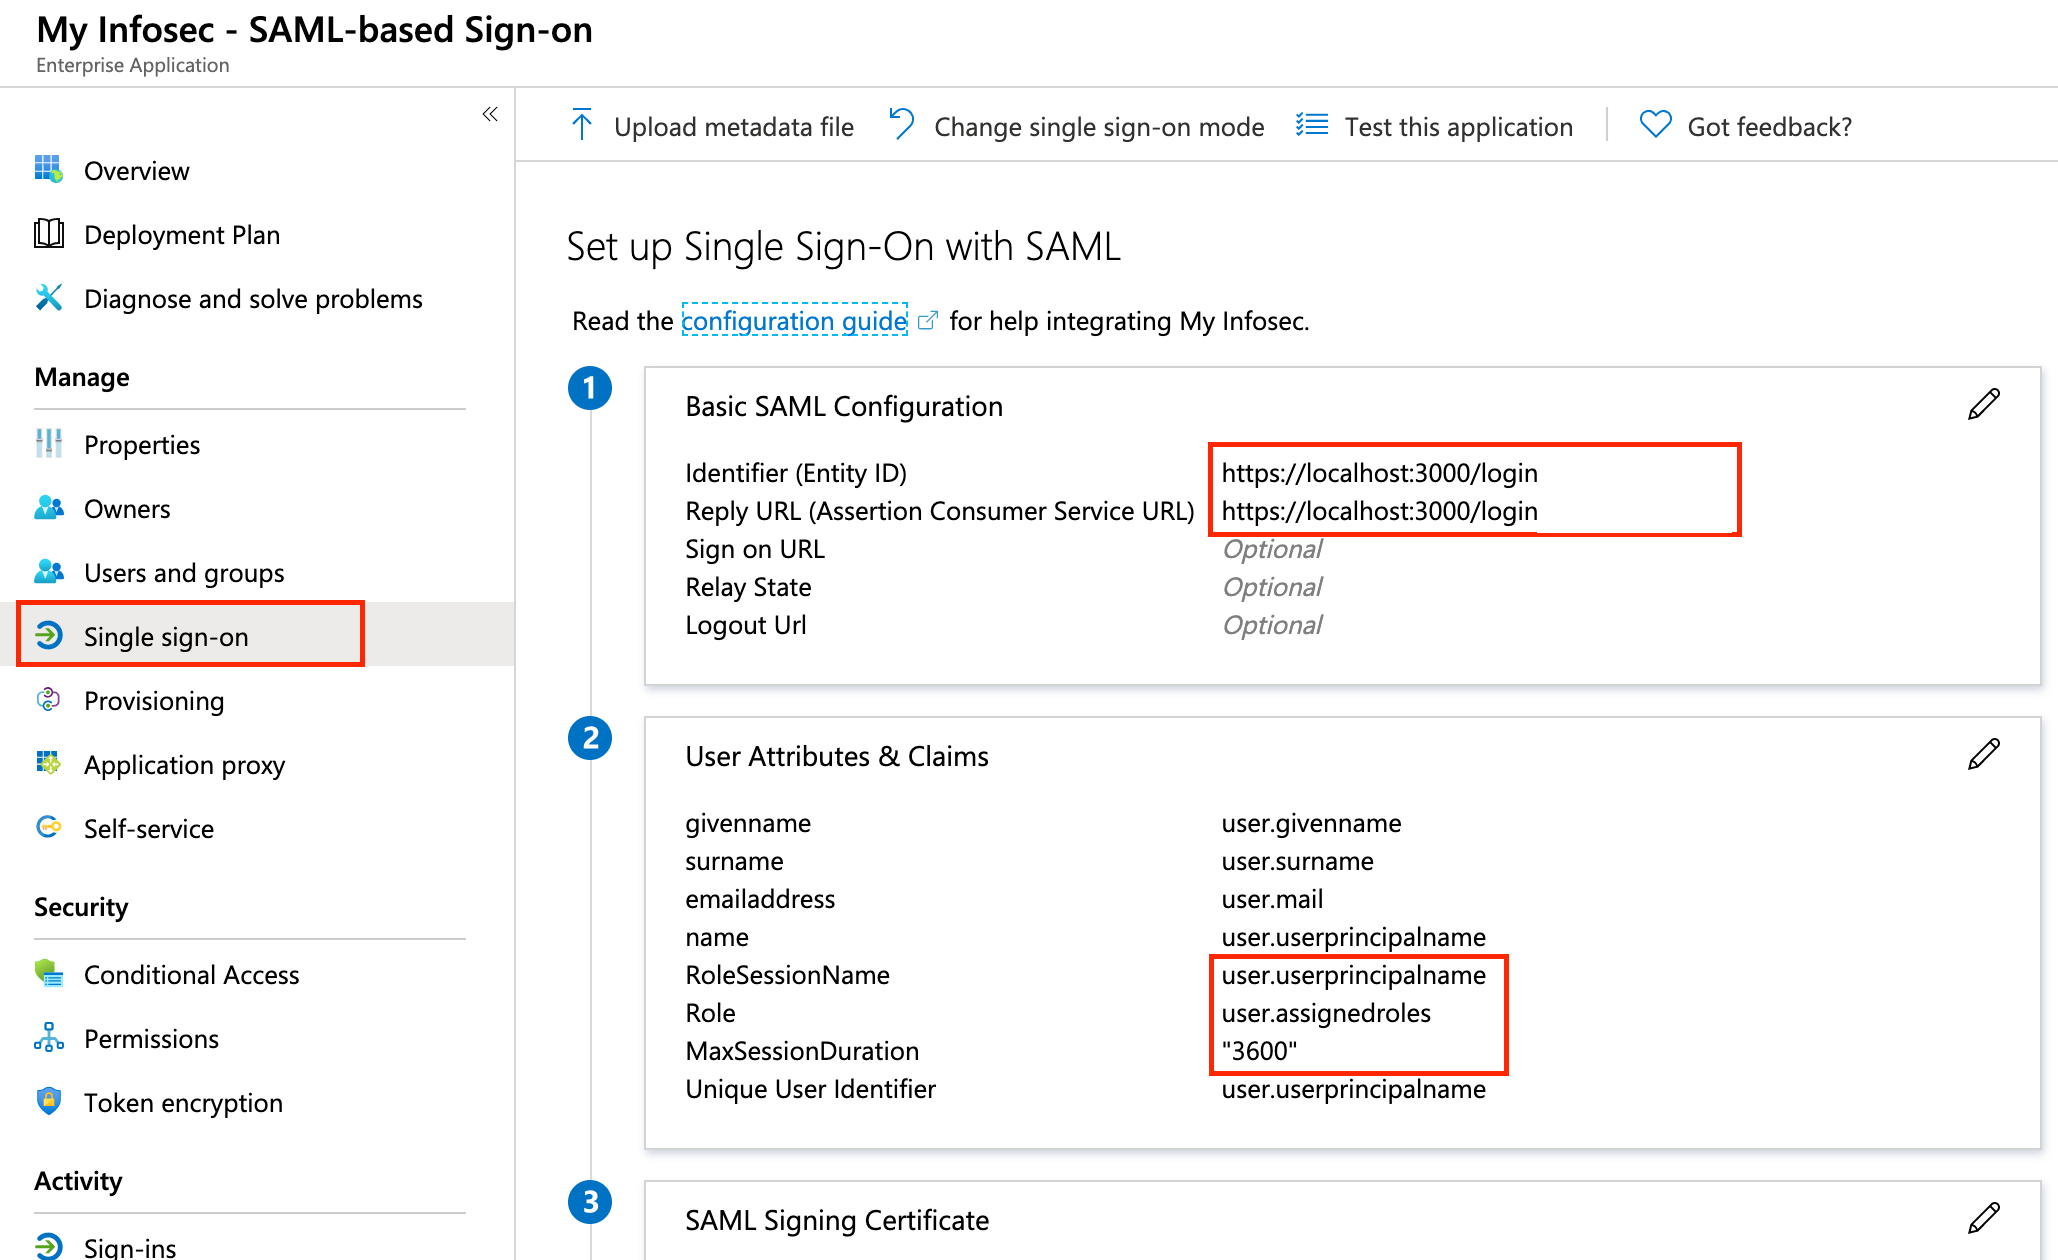 My Infosec - SAML-based Sign-on
Enterprise Application
«
Overview
Deployment Plan
Diagnose and solve problems
Manage
Properties
Owners
Users and groups
Single sign-on
Provisioning
Application proxy
Self-service
Security
Conditional Access
Permissions
Token encryption
Activity
Sign-ins
Upload metadata file Change single sign-on mode Test this application Got feedback?
Set up Single Sign-On with SAML
Read the configuration guide for help integrating My Infosec.
1
Basic SAML Configuration
Identifier (Entity ID) https://localhost:3000/login
Reply URL (Assertion Consumer Service URL) https://localhost:3000/login
Sign on URL Optional
Relay State Optional
Logout Url Optional
2
User Attributes & Claims
givenname user.givenname
surname user.surname
emailaddress user.mail
name user.userprincipalname
RoleSessionName user.userprincipalname
Role user.assignedroles
MaxSessionDuration "3600"
Unique User Identifier user.userprincipalname
3
SAML Signing Certificate